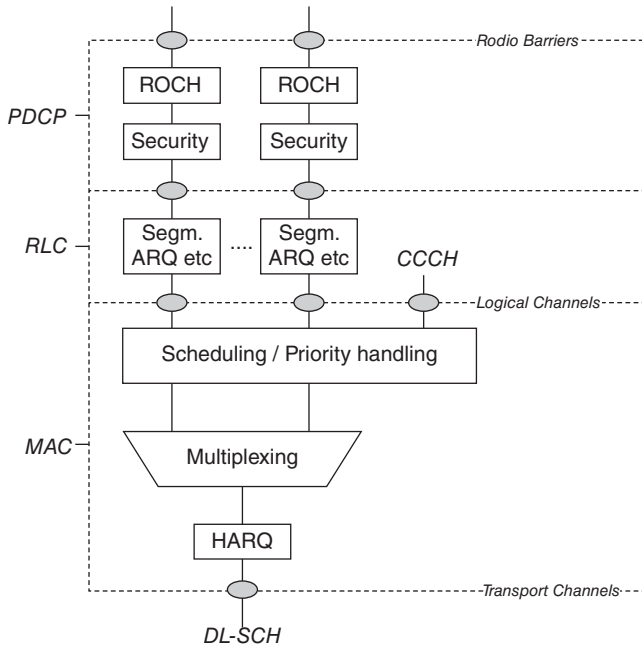 Rodio Barriers
ROCH
ROCH
PDCP
Security
Security
RLC
Segm.
ARQ etc
....
Segm.
ARQ etc
CCCH
Logical Channels
Scheduling / Priority handling
MAC
Multiplexing
HARQ
Transport Channels
DL-SCH